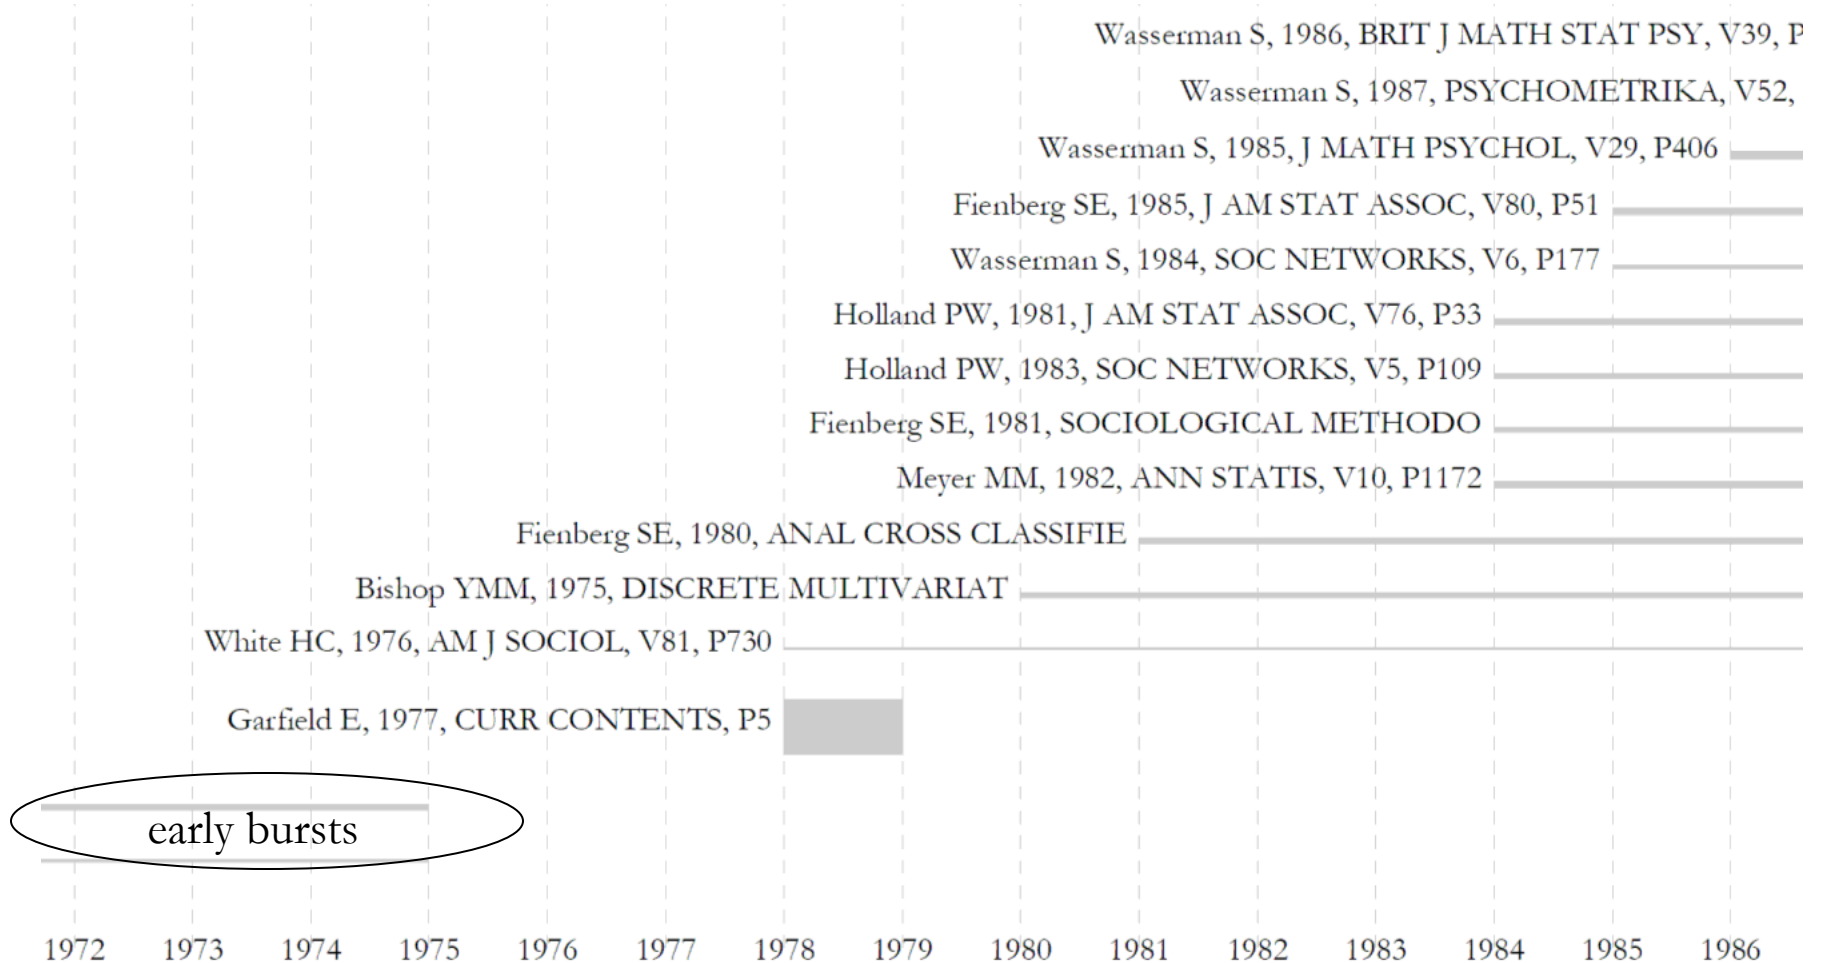 Wasserman S, 1986, BRIT J MATH STAT PSY, V39, P
Wasserman S, 1987, PSYCHOMETRIKA, V52,
Wasserman S, 1985, J MATH PSYCHOL, V29, P406
Fienberg SE, 1985, J AM STAT ASSOC, V80, P51
Wasserman S, 1984, SOC NETWORKS, V6, P177
Holland PW, 1981, J AM STAT ASSOC, V76, P33
Holland PW, 1983, SOC NETWORKS, V5, P109
Fienberg SE, 1981, SOCIOLOGICAL METHODO
Meyer MM, 1982, ANN STATIS, V10, P1172
Fienberg SE, 1980, ANAL CROSS CLASSIFIE
Bishop YMM, 1975, DISCRETE MULTIVARIAT
White HC, 1976, AM J SOCIOL, V81, P730
Garfield E, 1977, CURR CONTENTS, P5
early bursts
1972 1973 1974 1975 1976 1977 1978 1979 1980 1981 1982 1983 1984 1985 1986